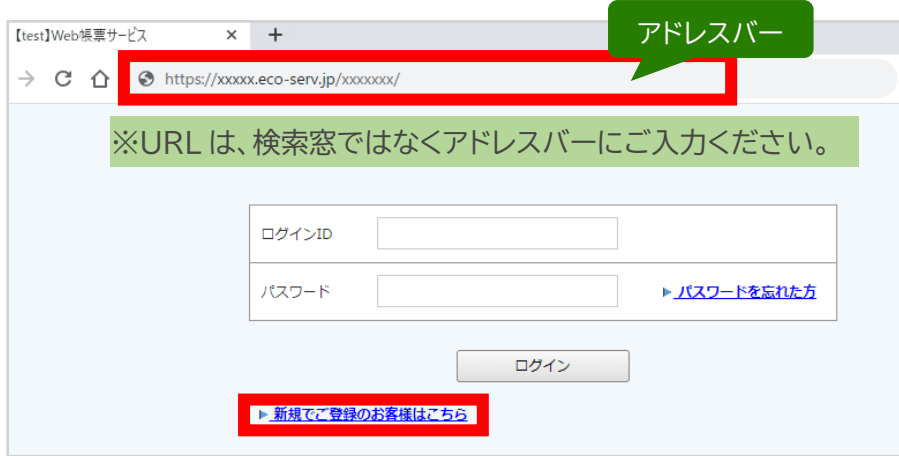 【test】Web帳票サービス
アドレスバー
https://xxxxx.eco-serv.jp/xxxxxxx/
※URL は、検索窓ではなくアドレスバーにご入力ください。
ログインID
パスワード
パスワードを忘れた方
ログイン
新規でご登録のお客様はこちら